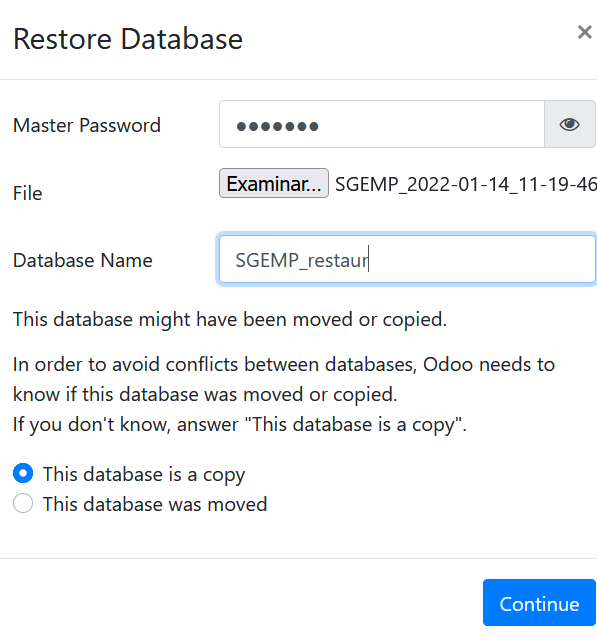 Restore Database
×
Master Password
•••••••
File
Examinar... SGEMP_2022-01-14_11-19-46
Database Name
SGEMP_restaur
This database might have been moved or copied.
In order to avoid conflicts between databases, Odoo needs to
know if this database was moved or copied.
If you don't know, answer "This database is a copy".
This database is a copy
This database was moved
Continue